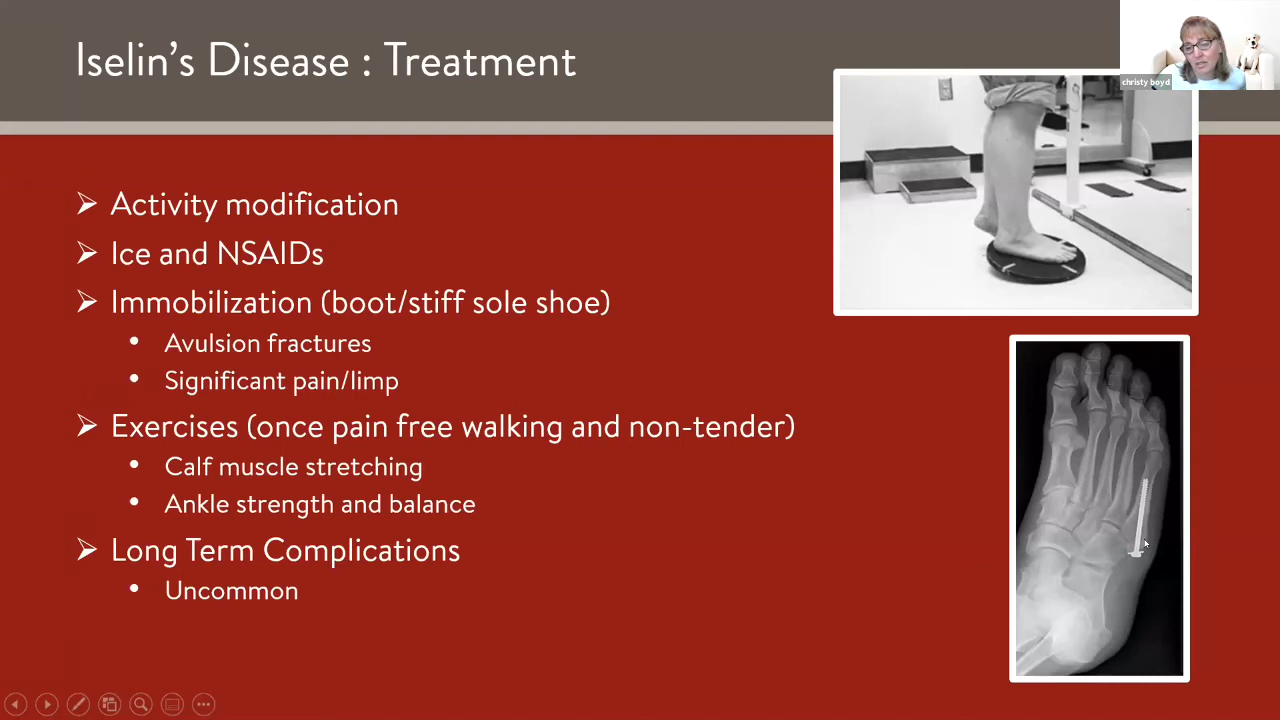 Iselin's Disease : Treatment
christy boyd
Activity modification
Ice and NSAIDs
Immobilization (boot/stiff sole shoe)
Avulsion fractures
Significant pain/limp
Exercises (once pain free walking and non-tender)
Calf muscle stretching
Ankle strength and balance
Long Term Complications
Uncommon